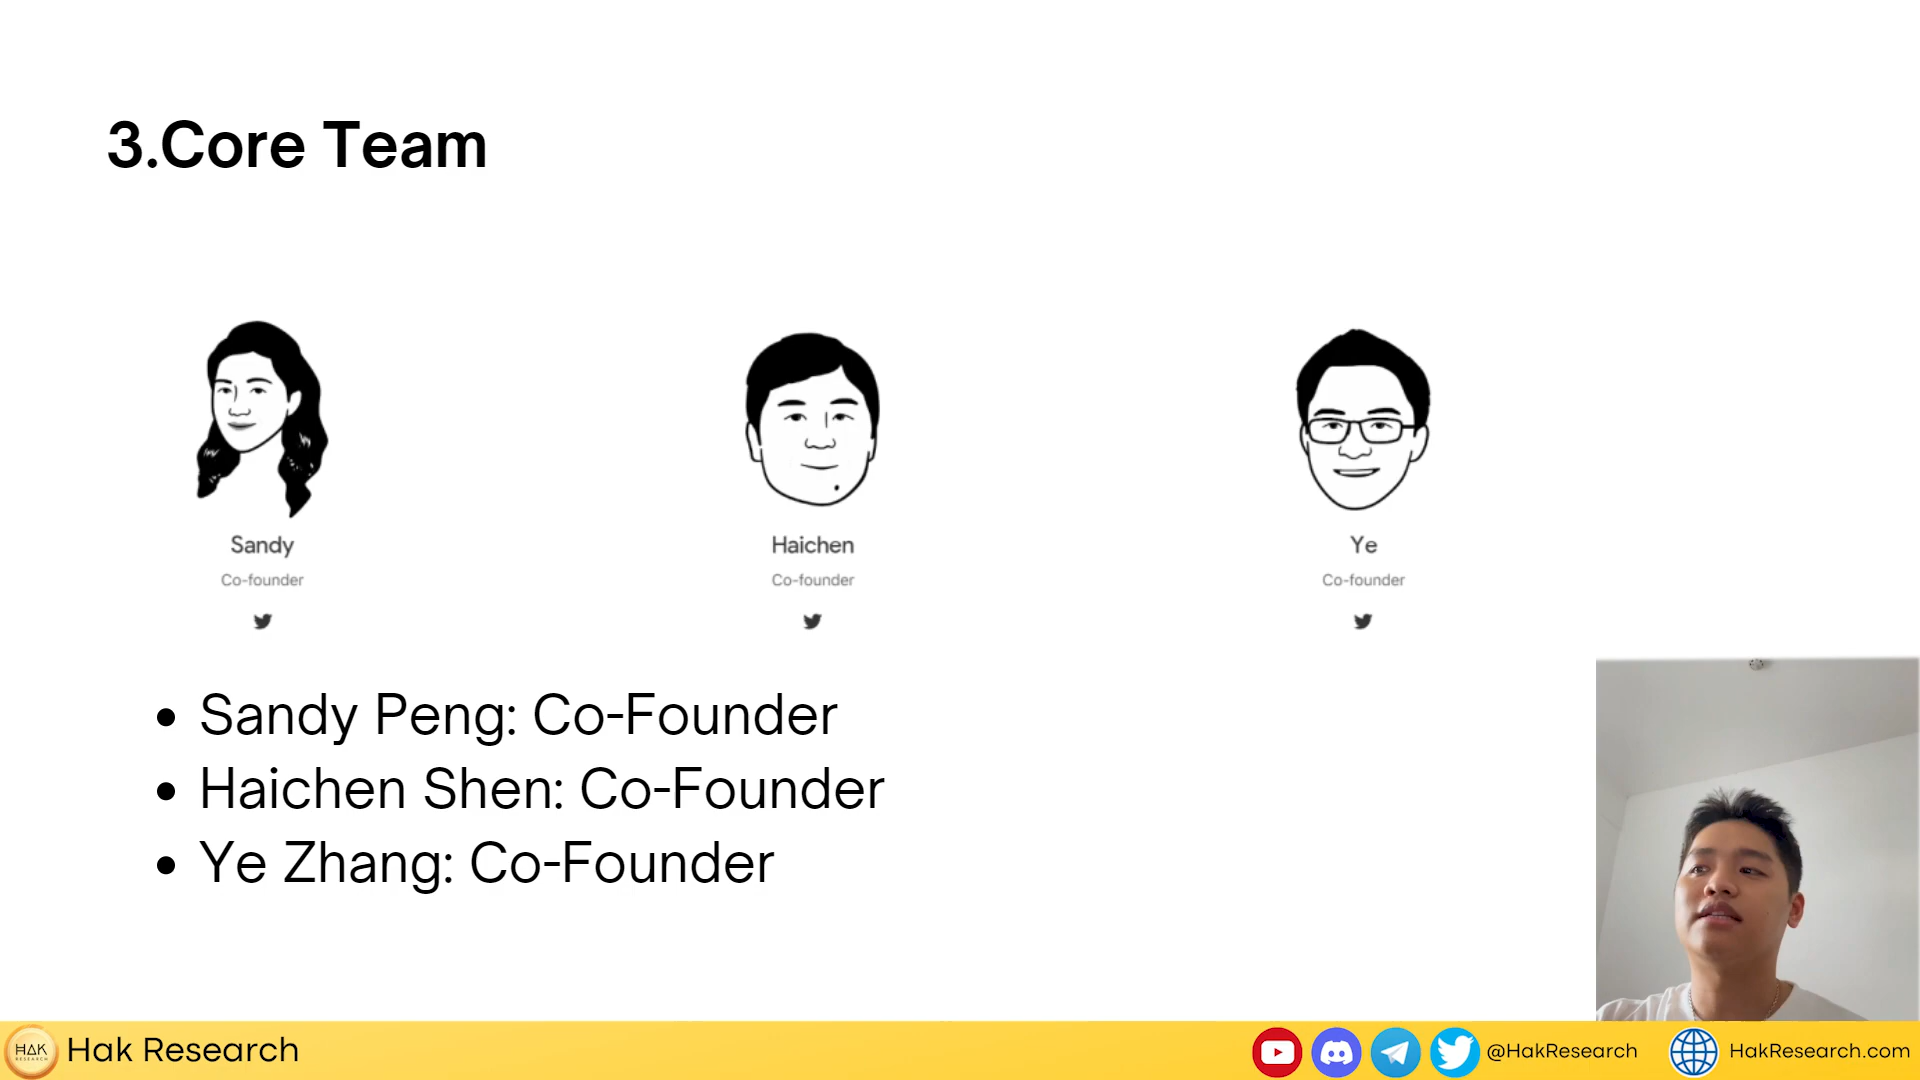 3.Core Team
Sandy
Co-founder
Haichen
Co-founder
Ye
Co-founder
• Sandy Peng: Co-Founder
• Haichen Shen: Co-Founder
• Ye Zhang: Co-Founder
HAK
RESEARCH
Hak Research
@HakResearch
HakResearch.com